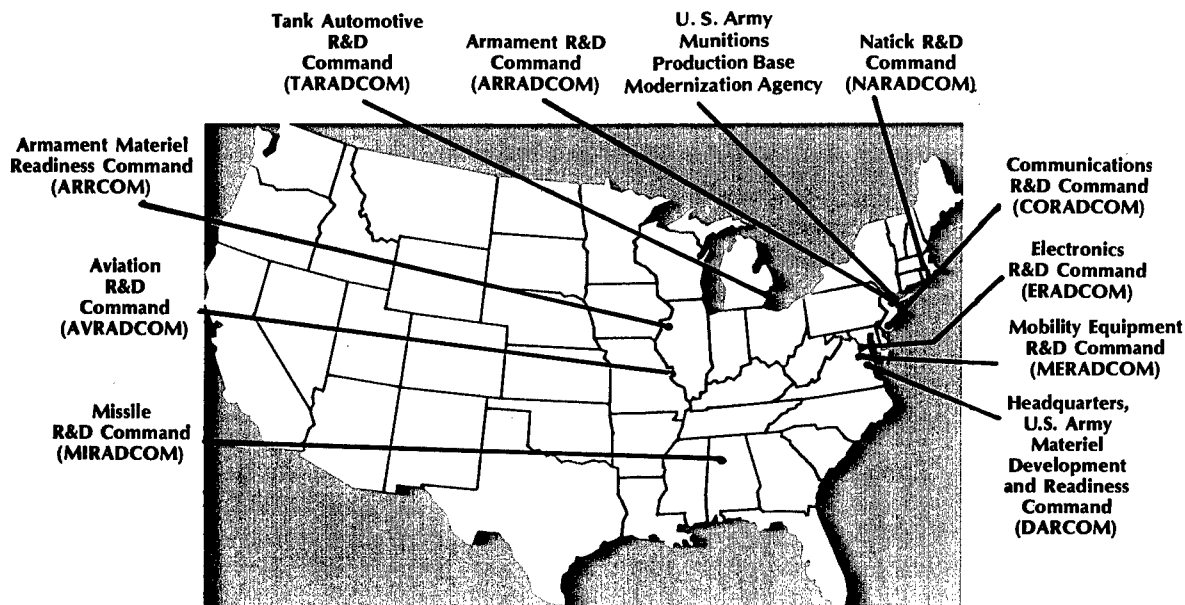 Tank Automotive
R&D
Command
(TARADCOM)
Armament R&D
Command
(ARRADCOM)
U. S. Army
Munitions
Production Base
Modernization Agency
Natick R&D
Command
(NARADCOM)
Armament Materiel
Readiness Command
(ARRCOM)
Aviation
R&D
Command
(AVRADCOM)
Missile
R&D Command
(MIRADCOM)
Communications
R&D Command
(CORADCOM)
Electronics
R&D Command
(ERADCOM)
Mobility Equipment
R&D Command
(MERADCOM)
Headquarters,
U.S. Army
Materiel
Development
and Readiness
Command
(DARCOM)